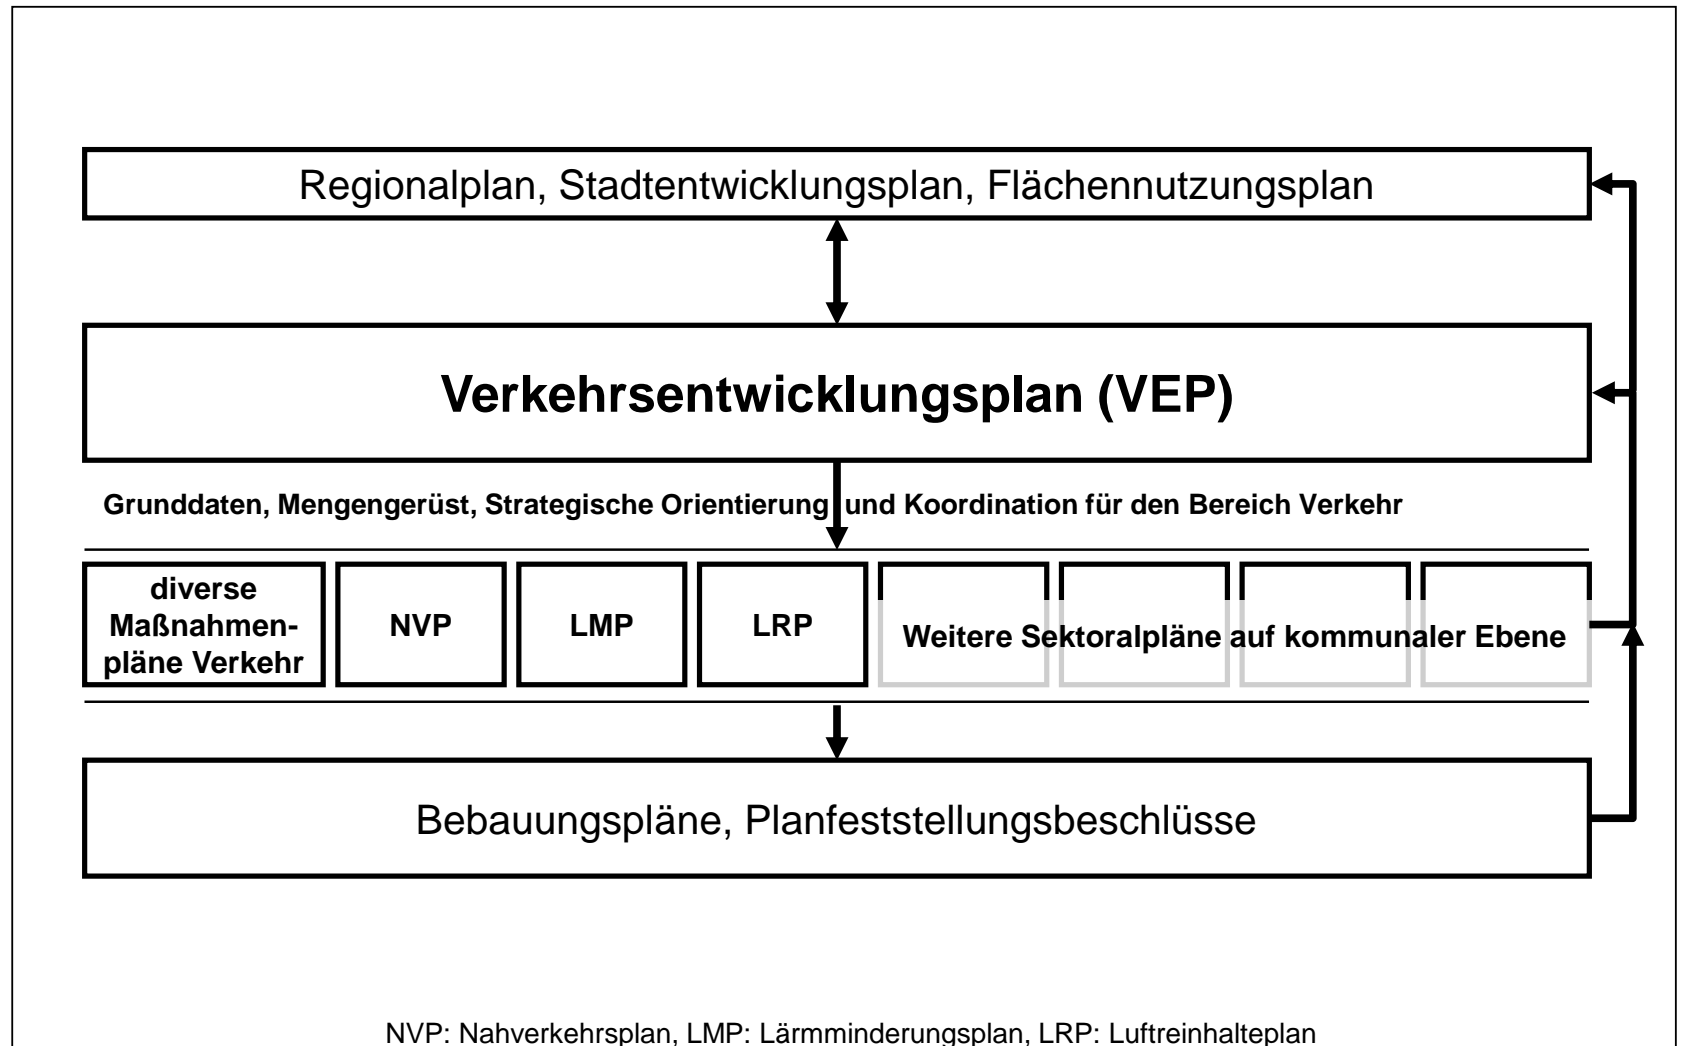 Regionalplan, Stadtentwicklungsplan, Flächennutzungsplan
Verkehrsentwicklungsplan (VEP)
Grunddaten, Mengengerüst, Strategische Orientierung und Koordination für den Bereich Verkehr
diverse
Maßnahmen-
pläne Verkehr
NVP
LMP
LRP
Weitere Sektoralpläne auf kommunaler Ebene
Bebauungspläne, Planfeststellungsbeschlüsse
NVP: Nahverkehrsplan, LMP: Lärmminderungsplan, LRP: Luftreinhalteplan